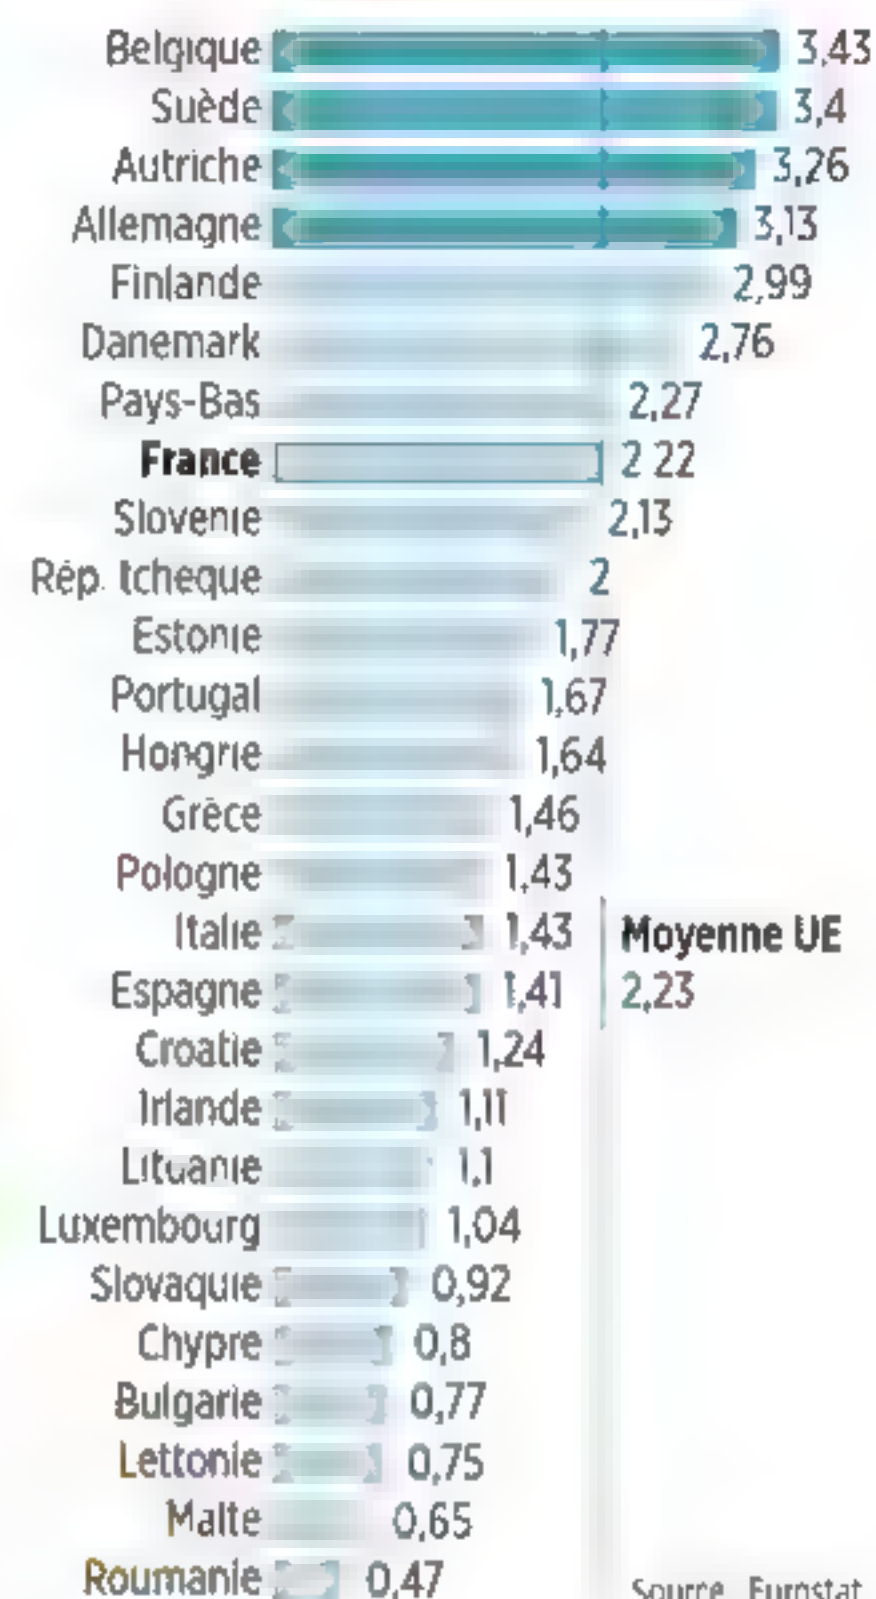 Belgique 3,43
Suède 3,4
Autriche 3,26
Allemagne 3,13
Finlande 2,99
Danemark 2,76
Pays-Bas 2,27
France 2 22
Slovenie 2,13
Rép. tcheque 2
Estonie 1,77
Portugal 1,67
Hongrie 1,64
Grèce 1,46
Pologne 1,43
Italie 1,43 Moyenne UE
Espagne 1,41 2,23
Croatie 1,24
Irlande 1,11
Lituanie 1,1
Luxembourg 1,04
Slovaquie 0,92
Chypre 0,8
Bulgarie 0,77
Lettonie 0,75
Malte 0,65
Roumanie 0,47 Source Eurostat